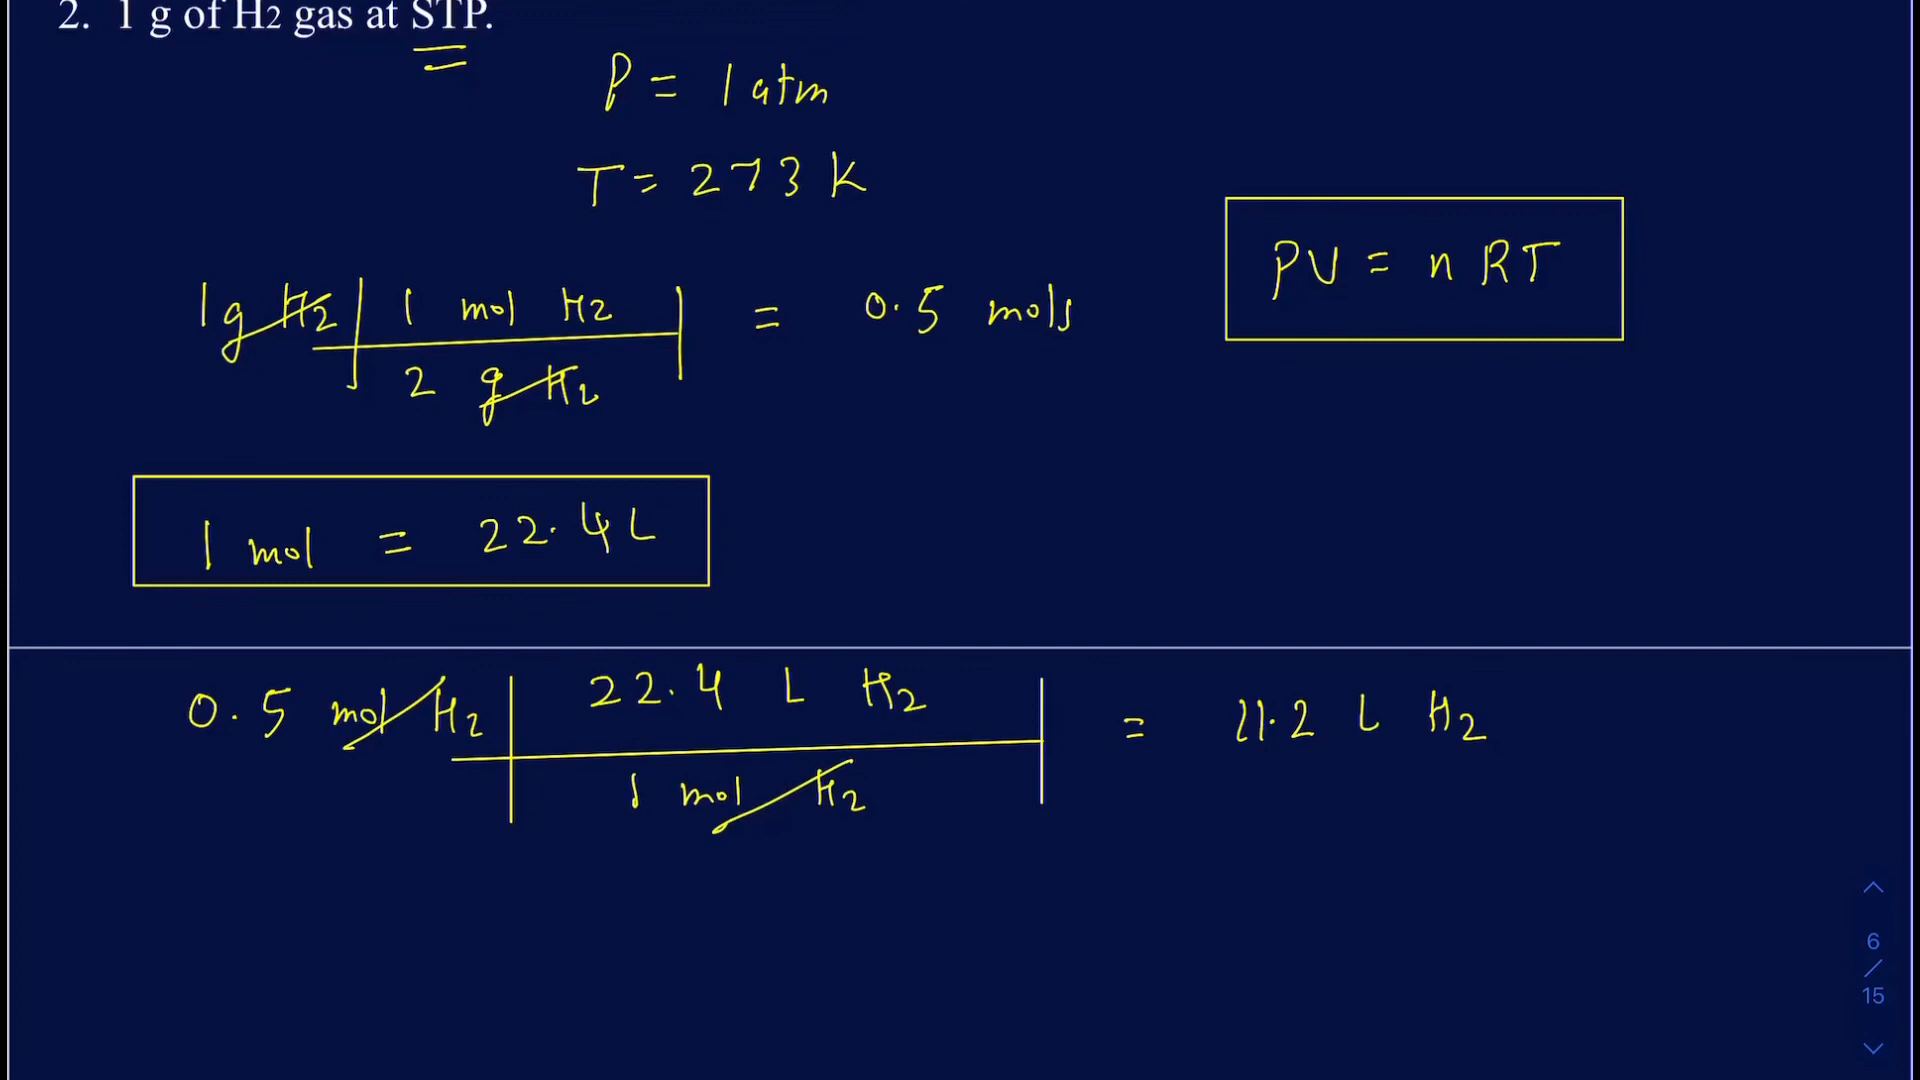 2. 1 g of H2 gas at STP.
P = 1 atm
T = 273 K
PV = nRT
1g H2 | 1 mol H2 | = 0.5 mols
2 g H2
1 mol = 22.4 L
0.5 mol H2 | 22.4 L H2 | = 11.2 L H2
1 mol H2
6
/
15